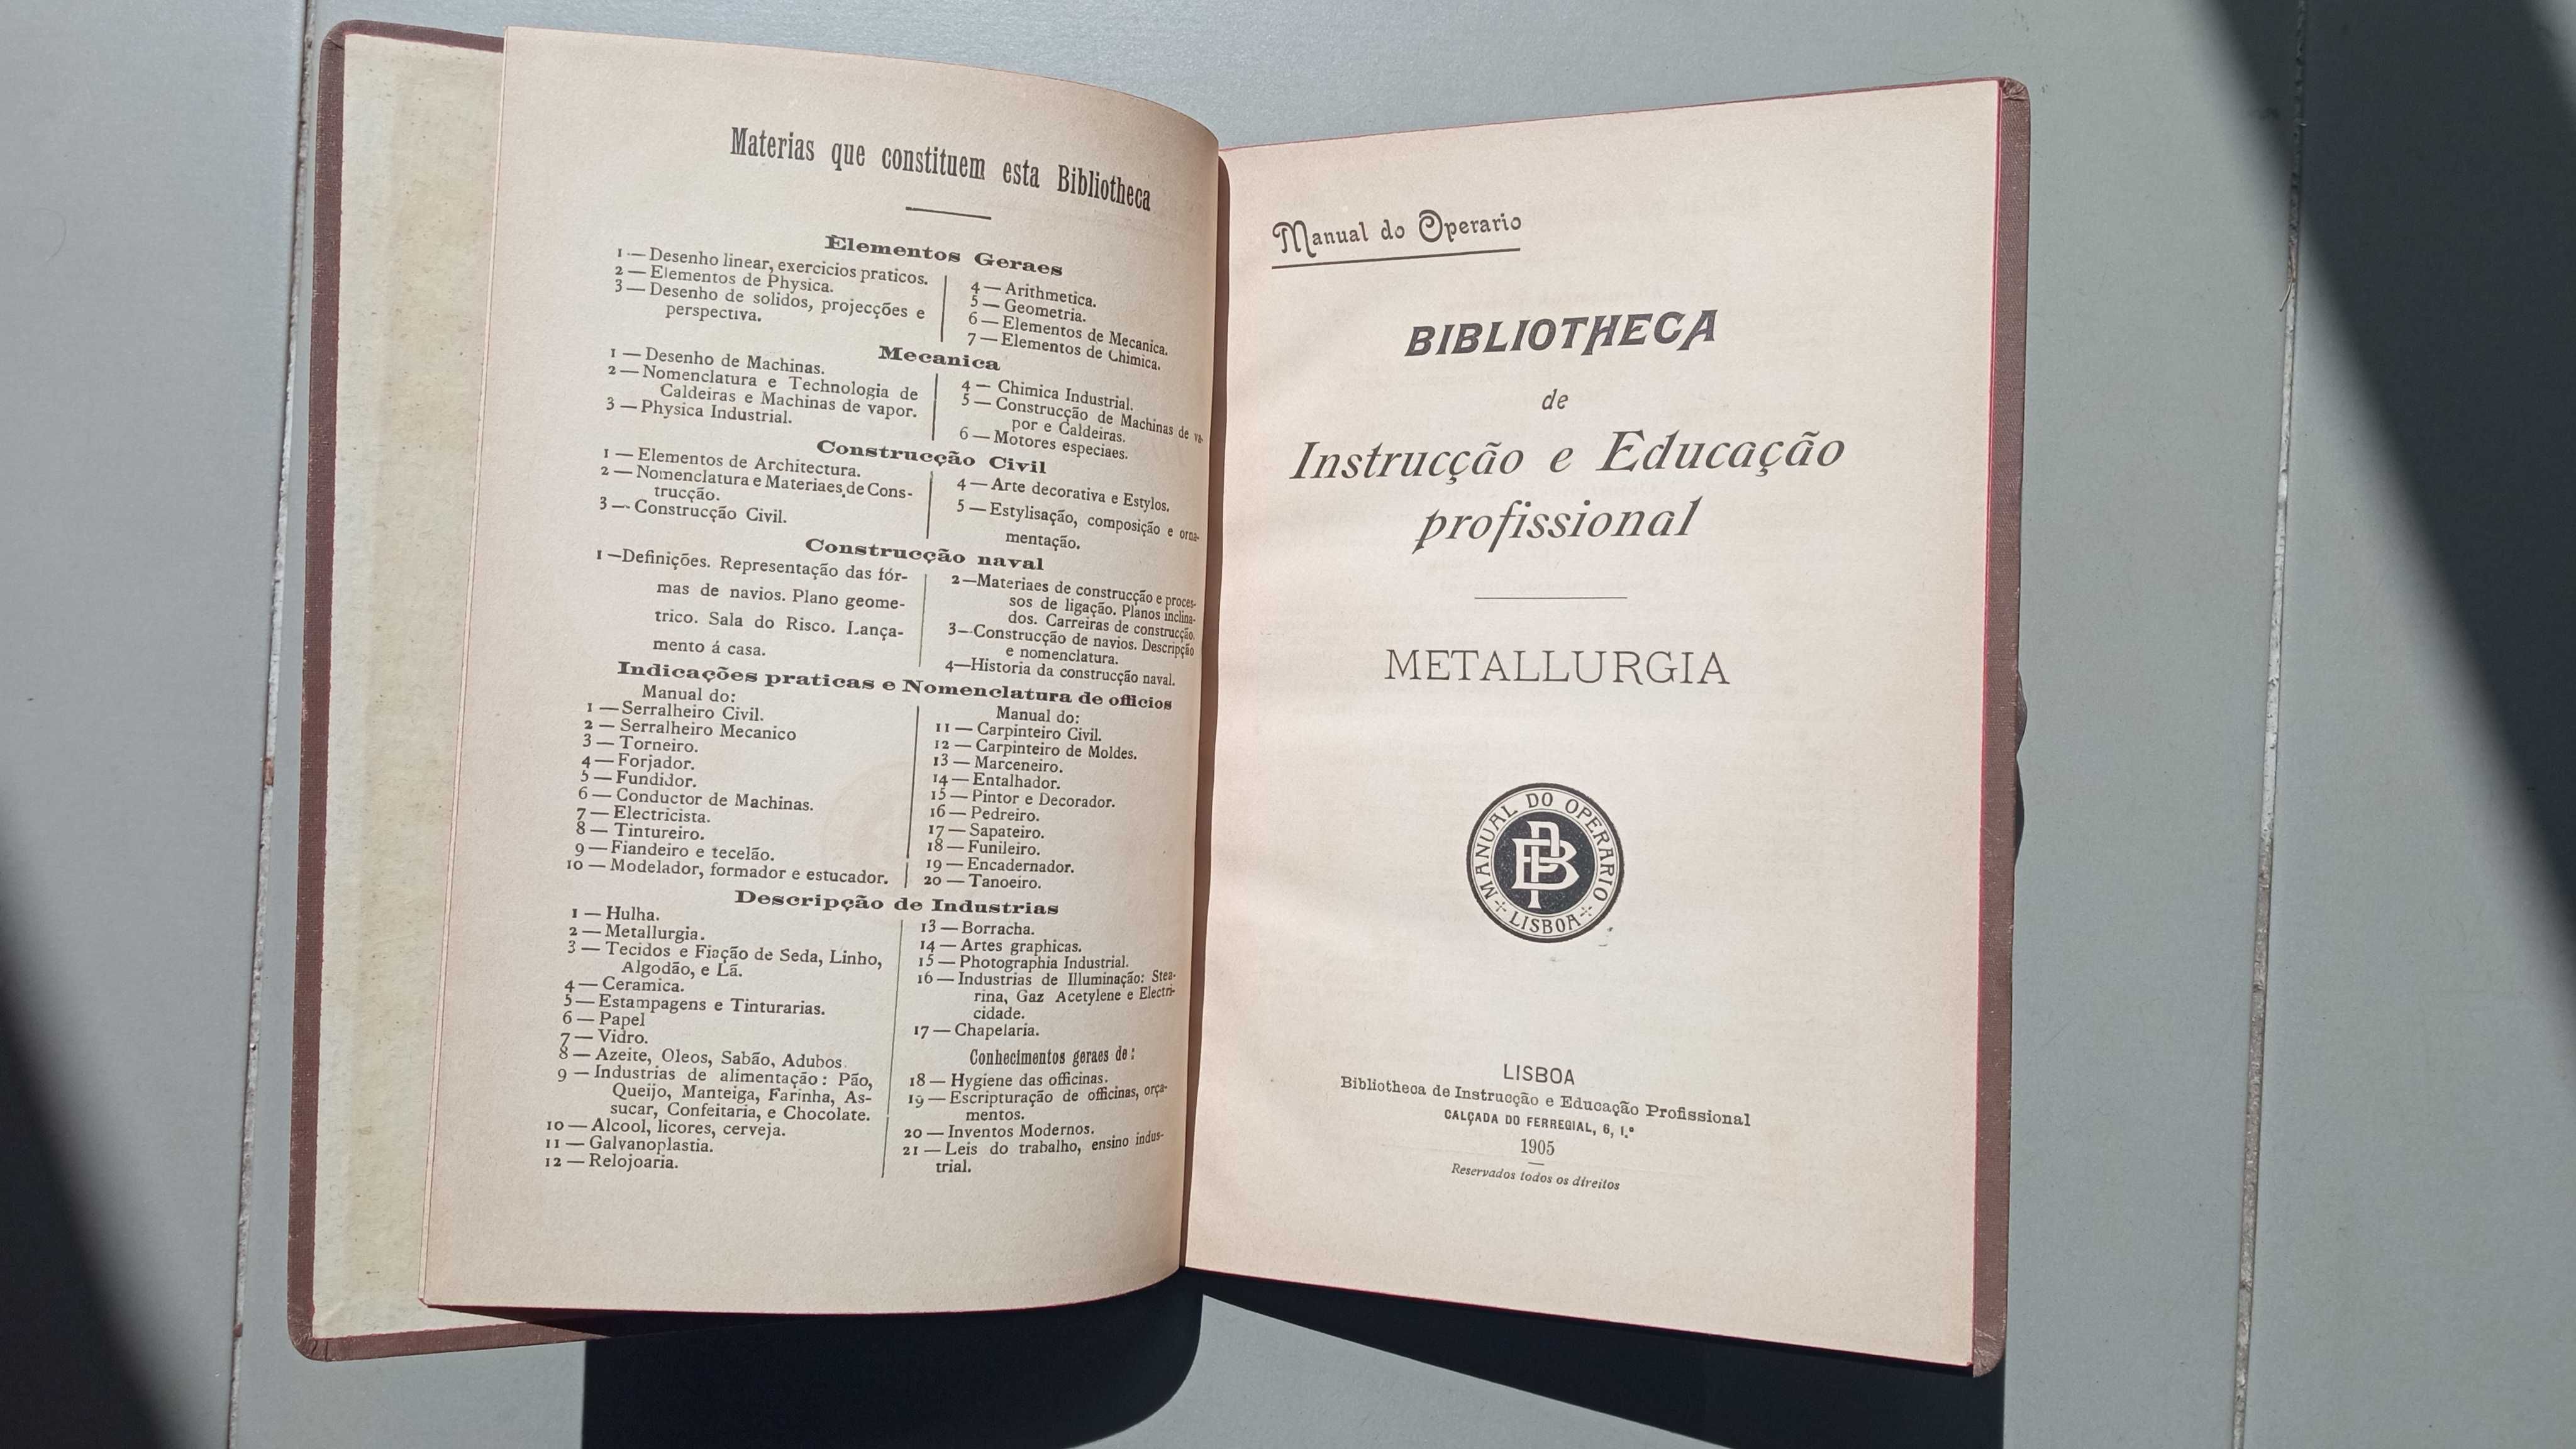 Materias que constituem esta Bibliotheca
Elementos Geraes
1 — Desenho linear, exercicios praticos.
2 — Elementos de Physica.
3 — Desenho de solidos, projecções e
perspectiva.
4 — Arithmetica.
5 — Geometria.
6 — Elementos de Mecanica.
7 — Elementos de Chimica.
Mecanica
1 — Desenho de Machinas.
2 — Nomenclatura e Technologia de
Caldeiras e Machinas de vapor.
3 — Physica Industrial.
4 — Chimica Industrial.
5 — Construcção de Machinas de va-
por e Caldeiras.
6 — Motores especiaes.
Construcção Civil
1 — Elementos de Architectura.
2 — Nomenclatura e Materiaes de Cons-
trucção.
3 — Construcção Civil.
4 — Arte decorativa e Estylos.
5 — Estylisação, composição e orna-
mentação.
Construcção naval
1 —Definições. Representação das fór-
mas de navios. Plano geome-
trico. Sala do Risco. Lança-
mento á casa.
2—Materiaes de construcção e proces-
sos de ligação. Planos inclina-
dos. Carreiras de construcção.
3—Construcção de navios. Descripção
e nomenclatura.
4—Historia da construcção naval.
Indicações praticas e Nomenclatura de officios
Manual do:
1 — Serralheiro Civil.
2 — Serralheiro Mecanico
3 — Torneiro.
4 — Forjador.
5 — Fundidor.
6 — Conductor de Machinas.
7 — Electricista.
8 — Tintureiro.
9 — Fiandeiro e tecelão.
10 — Modelador, formador e estucador.
Manual do:
11 — Carpinteiro Civil.
12 — Carpinteiro de Moldes.
13 — Marceneiro.
14 — Entalhador.
15 — Pintor e Decorador.
16 — Pedreiro.
17 — Sapateiro.
18 — Funileiro.
19 — Encadernador.
20 — Tanoeiro.
Descripção de Industrias
1 — Hulha.
2 — Metallurgia.
3 — Tecidos e Fiação de Seda, Linho,
Algodão, e Lã.
4 — Ceramica.
5 — Estampagens e Tinturarias.
6 — Papel
7 — Vidro.
8 — Azeite, Oleos, Sabão, Adubos.
9 — Industrias de alimentação: Pão,
Queijo, Manteiga, Farinha, As-
sucar, Confeitaria, e Chocolate.
10 — Alcool, licores, cerveja.
11 — Galvanoplastia.
12 — Relojoaria.
13 — Borracha.
14 — Artes graphicas.
15 — Photographia Industrial.
16 — Industrias de Illuminação: Stea-
rina, Gaz Acetylene e Electri-
cidade.
17 — Chapelaria.
Conhecimentos geraes de:
18 — Hygiene das officinas.
19 — Escripturação de officinas, orça-
mentos.
20 — Inventos Modernos.
21 — Leis do trabalho, ensino indus-
trial.
Manual do Operario
BIBLIOTHECA
de
Instrucção e Educação
profissional
METALLURGIA
MANUAL DO OPERARIO
LISBOA
LISBOA
Bibliotheca de Instrucção e Educação Profissional
CALÇADA DO FERREGIAL, 6, 1.º
1905
Reservados todos os direitos